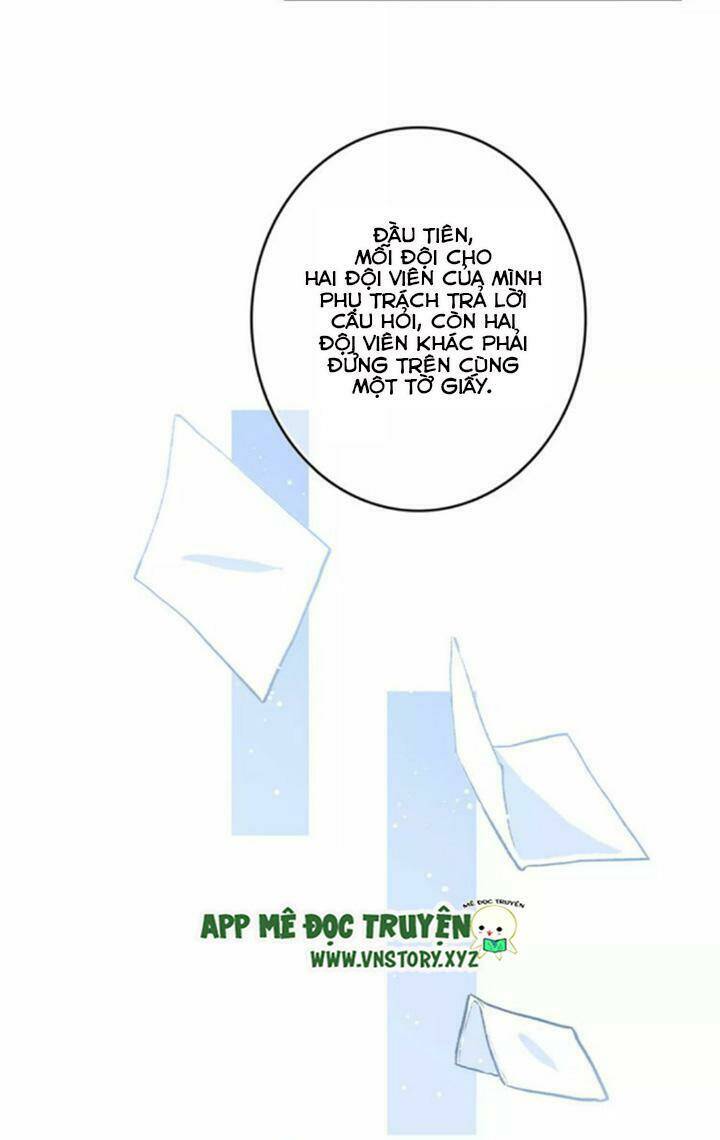 ĐẦU TIÊN,
MỖI ĐỘI CHO
HAI ĐỘI VIÊN CỦA MÌNH
PHỤ TRÁCH TRẢ LỜI
CÂU HỎI, CÒN HAI
ĐỘI VIÊN KHÁC PHẢI
ĐỨNG TRÊN CÙNG
MỘT TỜ GIẤY.
MÊ ĐỌC TRUYỆN
APP MÊ ĐỌC TRUYỆN
WWW.VNSTORY.XYZ